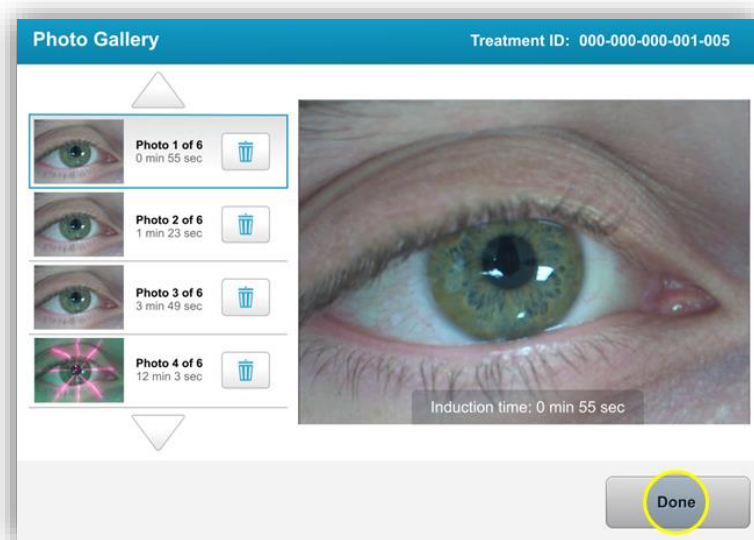 Photo Gallery
Treatment ID: 000-000-000-001-005
Photo 1 of 6
0 min 55 sec
Photo 2 of 6
1 min 23 sec
Photo 3 of 6
3 min 49 sec
Photo 4 of 6
12 min 3 sec
Induction time: 0 min 55 sec
Done